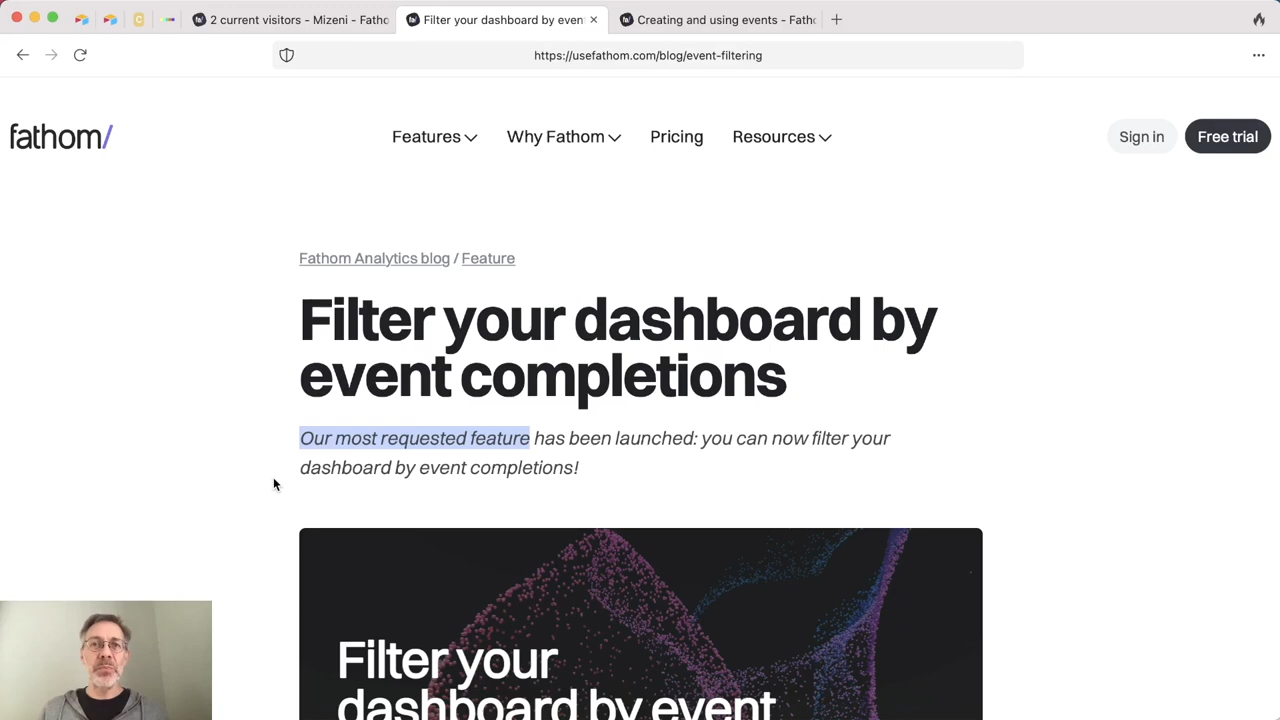 2 current visitors - Mizeni - Fatho
Filter your dashboard by even
Creating and using events - Fath
https://usefathom.com/blog/event-filtering
fathom/
Features
Why Fathom
Pricing
Resources
Sign in
Free trial
Fathom Analytics blog / Feature
Filter your dashboard by
event completions
Our most requested feature has been launched: you can now filter your
dashboard by event completions!
Filter your
dashboard by event